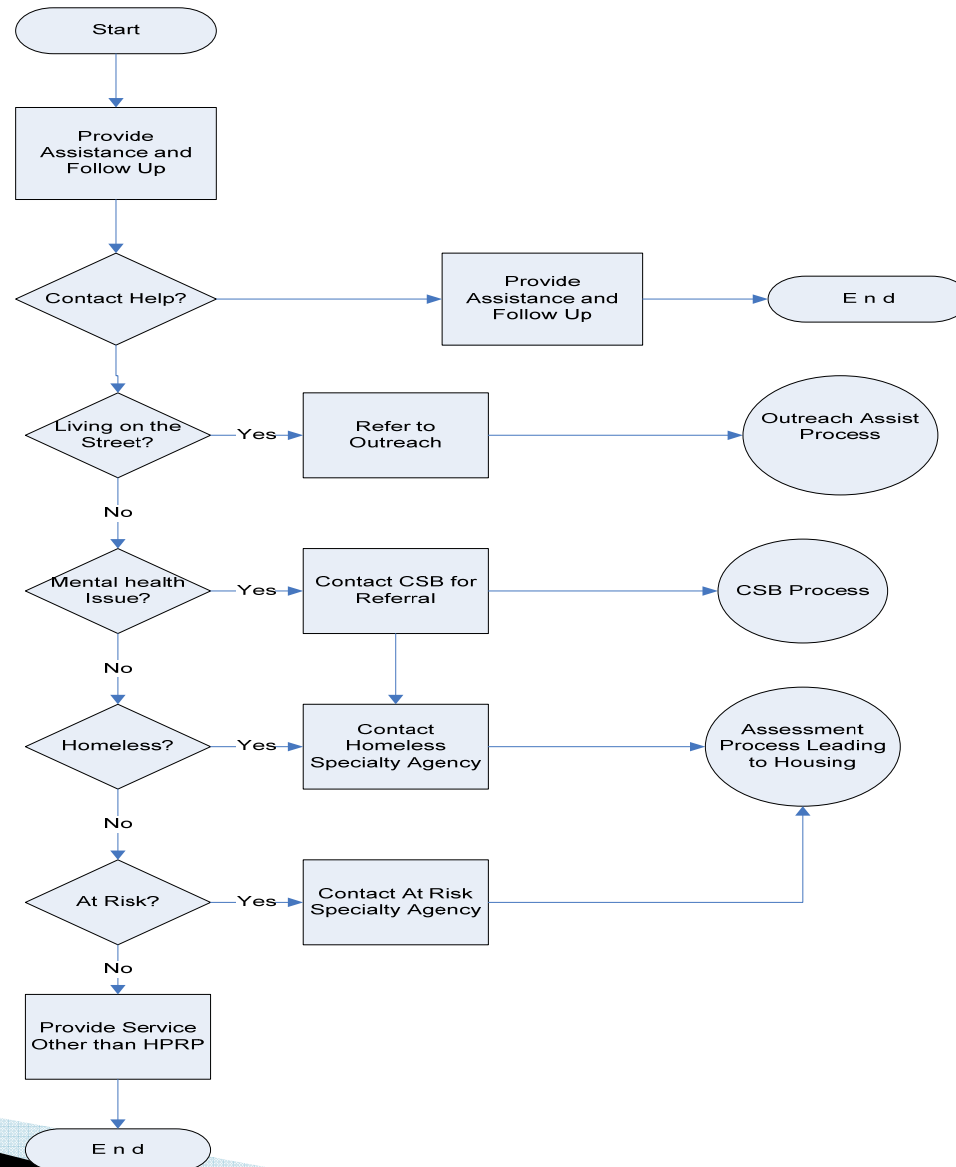 Start
Provide
Assistance and
Follow Up
Contact Help?
Provide
Assistance and
Follow Up
E n d
Living on the
Street?
Yes
Refer to
Outreach
Outreach Assist
Process
No
Mental health
Issue?
Yes
Contact CSB for
Referral
CSB Process
No
Homeless?
Yes
Contact
Homeless
Specialty Agency
Assessment
Process Leading
to Housing
No
At Risk?
Yes
Contact At Risk
Specialty Agency
No
Provide Service
Other than HPRP
E n d